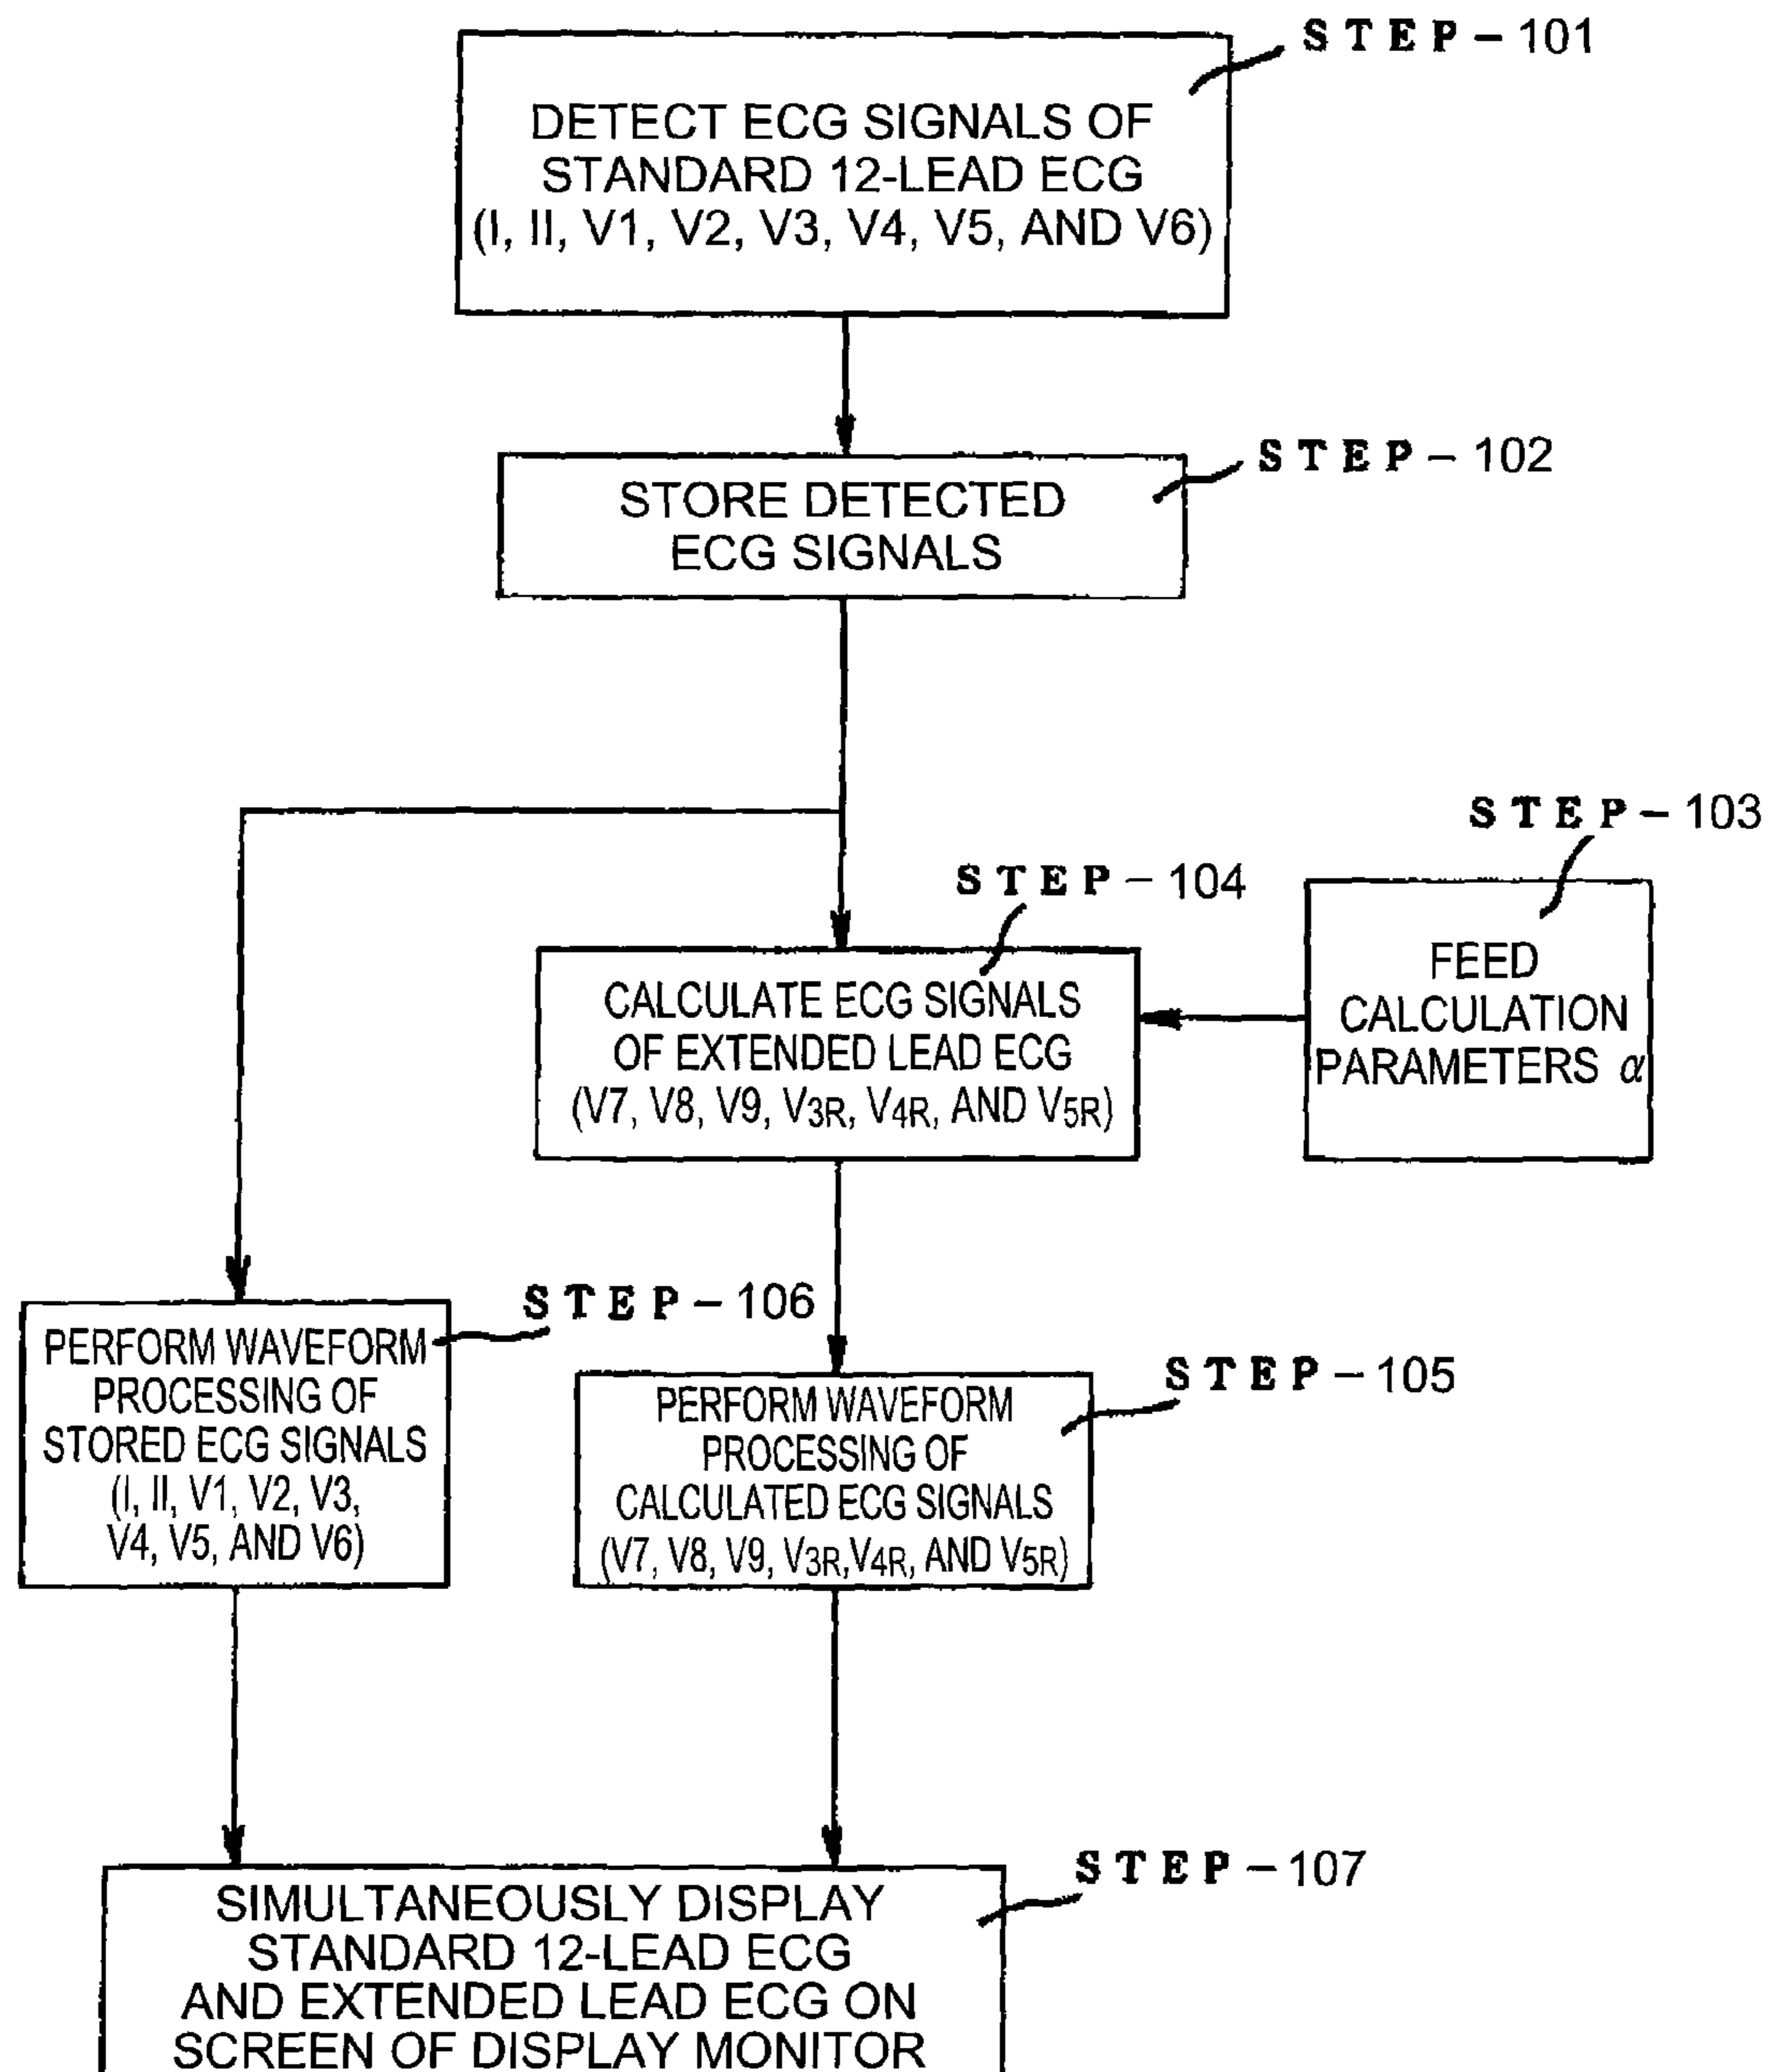 STEP-101
DETECT ECG SIGNALS OF
STANDARD 12-LEAD ECG
(I, II, V1, V2, V3, V4, V5, AND V6)
STEP-102
STORE DETECTED
ECG SIGNALS
STEP-103
FEED
CALCULATION
PARAMETERS α
STEP-104
CALCULATE ECG SIGNALS
OF EXTENDED LEAD ECG
(V7, V8, V9, V3R, V4R, AND V5R)
STEP-106
PERFORM WAVEFORM
PROCESSING OF
STORED ECG SIGNALS
(I, II, V1, V2, V3,
V4, V5, AND V6)
STEP-105
PERFORM WAVEFORM
PROCESSING OF
CALCULATED ECG SIGNALS
(V7, V8, V9, V3R,V4R, AND V5R)
STEP-107
SIMULTANEOUSLY DISPLAY
STANDARD 12-LEAD ECG
AND EXTENDED LEAD ECG ON
SCREEN OF DISPLAY MONITOR